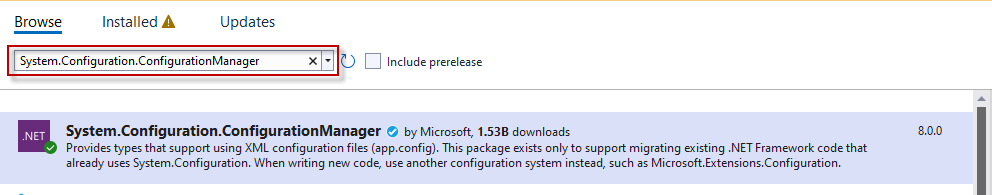 Browse Installed Updates
System.Configuration.ConfigurationManager Include prerelease
.NET System.Configuration.ConfigurationManager by Microsoft, 1.53B downloads 8.0.0
Provides types that support using XML configuration files (app.config). This package exists only to support migrating existing .NET Framework code that
already uses System.Configuration. When writing new code, use another configuration system instead, such as Microsoft.Extensions.Configuration.